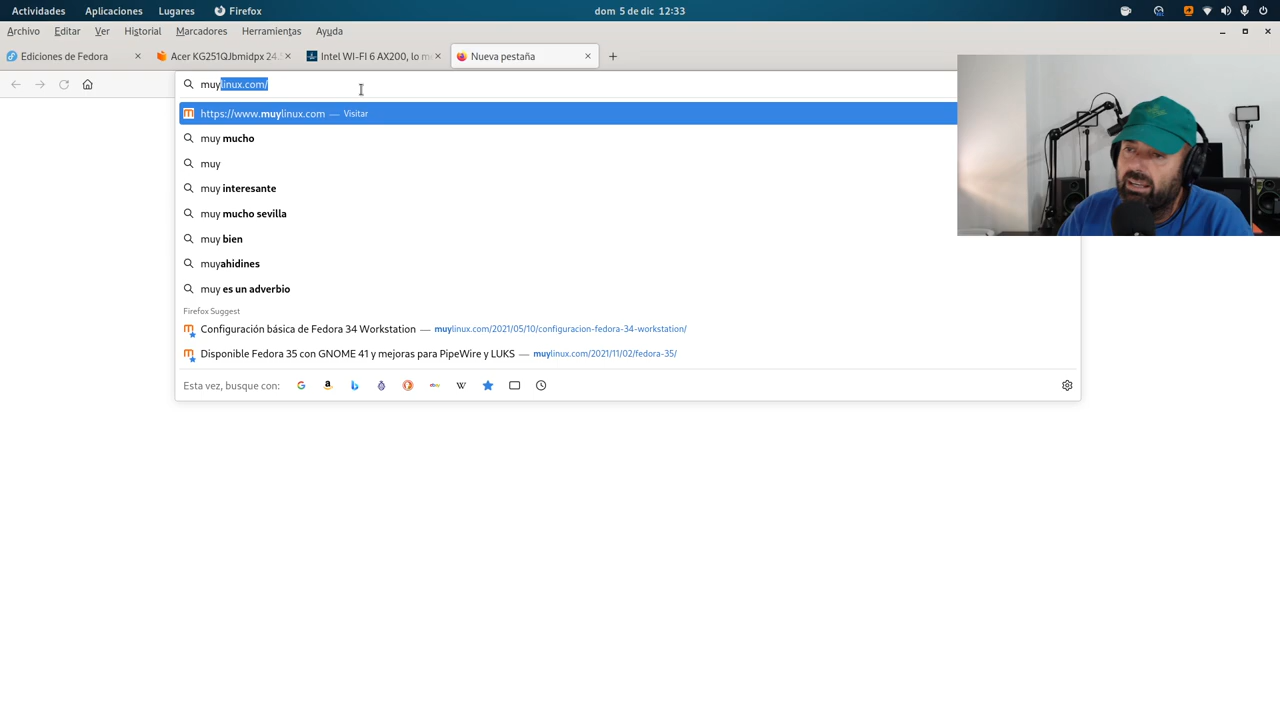 Actividades Aplicaciones Lugares Firefox dom 5 de dic 12:33
Archivo Editar Ver Historial Marcadores Herramientas Ayuda
Ediciones de Fedora Acer KG251QJbmidpx 24. Intel WI-FI 6 AX200, lo m Nueva pestaña
muylinux.com/
https://www.muylinux.com — Visitar
muy mucho
muy
muy interesante
muy mucho sevilla
muy bien
muyahidines
muy es un adverbio
Firefox Suggest
Configuración básica de Fedora 34 Workstation — muylinux.com/2021/05/10/configuracion-fedora-34-workstation/
Disponible Fedora 35 con GNOME 41 y mejoras para PipeWire y LUKS — muylinux.com/2021/11/02/fedora-35/
Esta vez, busque con: